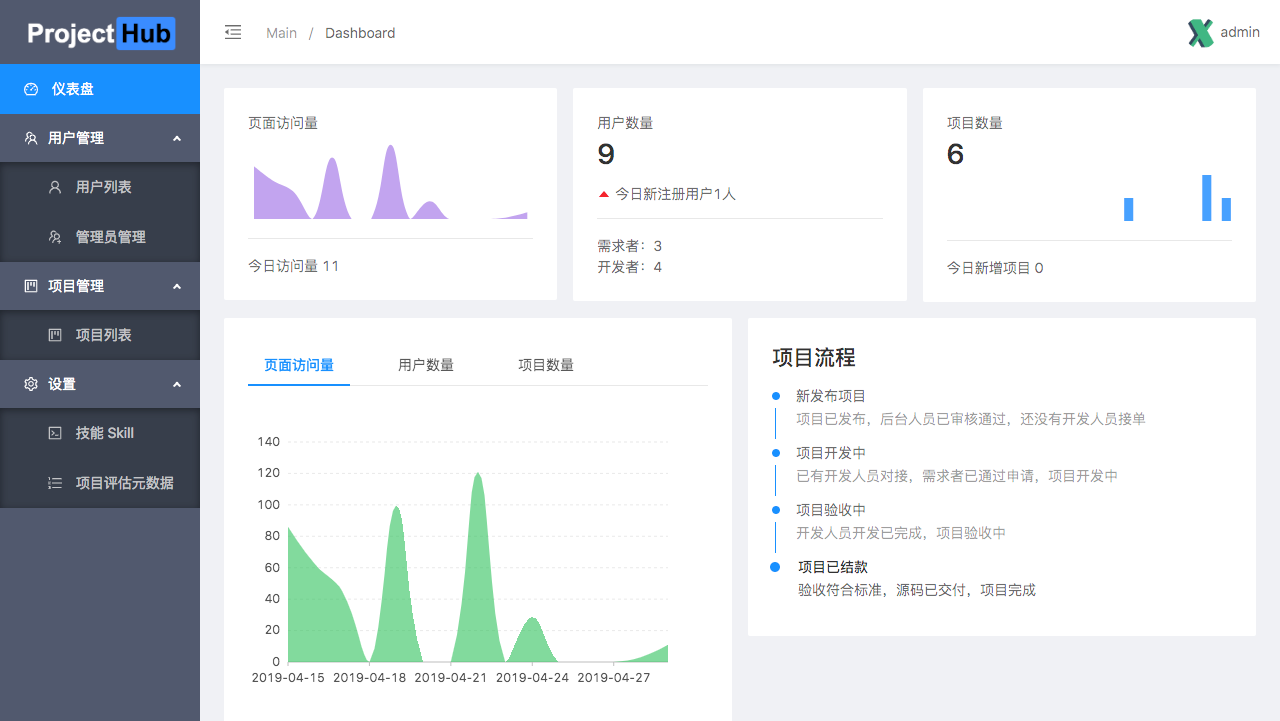 Project Hub
Main / Dashboard
admin
仪表盘
用户管理
用户列表
管理员管理
项目管理
项目列表
设置
技能 Skill
项目评估元数据
页面访问量
今日访问量 11
用户数量
9
今日新注册用户1人
需求者：3
开发者：4
项目数量
6
今日新增项目 0
页面访问量 用户数量 项目数量
140
120
100
80
60
40
20
0
2019-04-15 2019-04-18 2019-04-21 2019-04-24 2019-04-27
项目流程
新发布项目
项目已发布，后台人员已审核通过，还没有开发人员接单
项目开发中
已有开发人员对接，需求者已通过申请，项目开发中
项目验收中
开发人员开发已完成，项目验收中
项目已结款
验收符合标准，源码已交付，项目完成